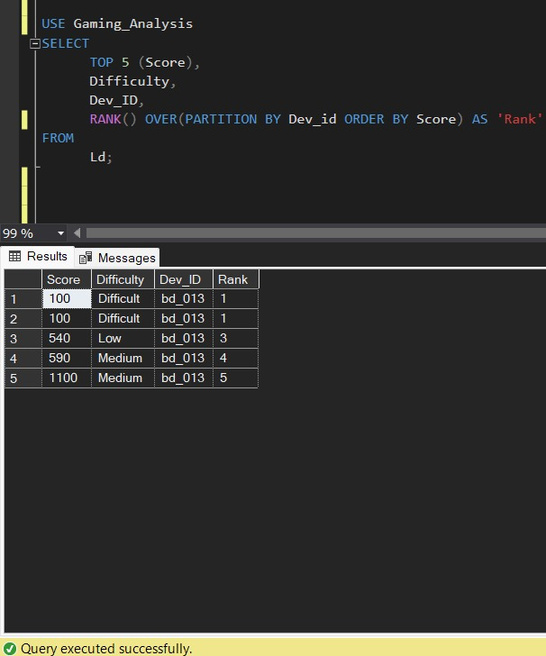 USE Gaming_Analysis
SELECT
TOP 5 (Score),
Difficulty,
Dev_ID,
RANK() OVER(PARTITION BY Dev_id ORDER BY Score) AS 'Rank'
FROM
Ld;
99 %
Results Messages
Score Difficulty Dev_ID Rank
1 100 Difficult bd_013 1
2 100 Difficult bd_013 1
3 540 Low bd_013 3
4 590 Medium bd_013 4
5 1100 Medium bd_013 5
Query executed successfully.